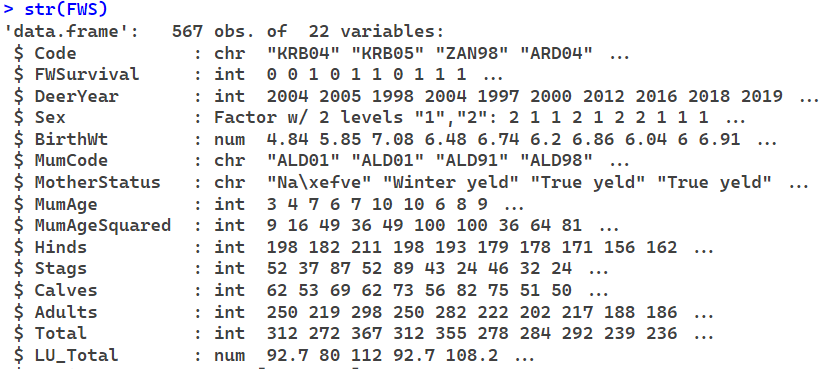 > str(FWS)
'data.frame':   567 obs. of  22 variables:
 $ Code           : chr  "KRB04" "KRB05" "ZAN98" "ARD04" ...
 $ FWSurvival     : int  0 0 1 0 1 1 0 1 1 1 ...
 $ DeerYear       : int  2004 2005 1998 2004 1997 2000 2012 2016 2018 2019 ...
 $ Sex            : Factor w/ 2 levels "1","2": 2 1 1 2 1 2 2 1 1 1 ...
 $ BirthWt        : num  4.84 5.85 7.08 6.48 6.74 6.2 6.86 6.04 6 6.91 ...
 $ MumCode        : chr  "ALD01" "ALD01" "ALD91" "ALD98" ...
 $ MotherStatus   : chr  "Na\xefve" "Winter yeld" "True yeld" "True yeld" ...
 $ MumAge         : int  3 4 7 6 7 10 10 6 8 9 ...
 $ MumAgeSquared  : int  9 16 49 36 49 100 100 36 64 81 ...
 $ Hinds          : int  198 182 211 198 193 179 178 171 156 162 ...
 $ Stags          : int  52 37 87 52 89 43 24 46 32 24 ...
 $ Calves         : int  62 53 69 62 73 56 82 75 51 50 ...
 $ Adults         : int  250 219 298 250 282 222 202 217 188 186 ...
 $ Total          : int  312 272 367 312 355 278 284 292 239 236 ...
 $ LU_Total       : num  92.7 80 112 92.7 108.2 ...